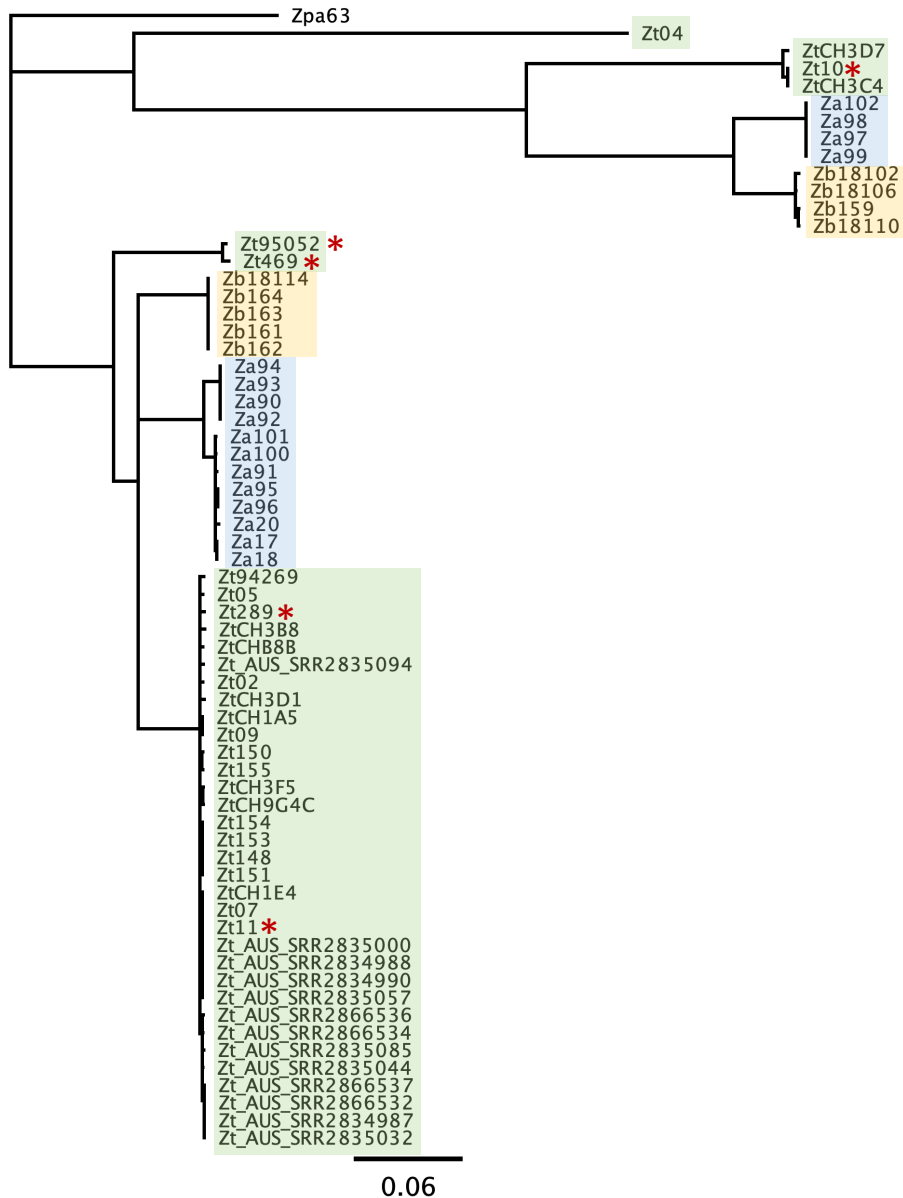 Zpa63
Zt04
ZtCH3D7
Zt10*
ZtCH3C4
Za102
Za98
Za97
Za99
Zb18102
Zb18106
Zb159
Zb18110
Zt95052 *
Zt469 *
Zb18114
Zb164
Zb163
Zb161
Zb162
Za94
Za93
Za90
Za92
Za101
Za100
Za91
Za95
Za96
Za20
Za17
Za18
Zt94269
Zt05
Zt289 *
ZtCH3B8
ZtCHB8B
Zt_AUS_SRR2835094
Zt02
ZtCH3D1
ZtCH1A5
Zt09
Zt150
Zt155
ZtCH3F5
ZtCH9G4C
Zt154
Zt153
Zt148
Zt151
ZtCH1E4
Zt07
Zt11 *
Zt_AUS_SRR2835000
Zt_AUS_SRR2834988
Zt_AUS_SRR2834990
Zt_AUS_SRR2835057
Zt_AUS_SRR2866536
Zt_AUS_SRR2866534
Zt_AUS_SRR2835085
Zt_AUS_SRR2835044
Zt_AUS_SRR2866537
Zt_AUS_SRR2866532
Zt_AUS_SRR2834987
Zt_AUS_SRR2835032
0.06